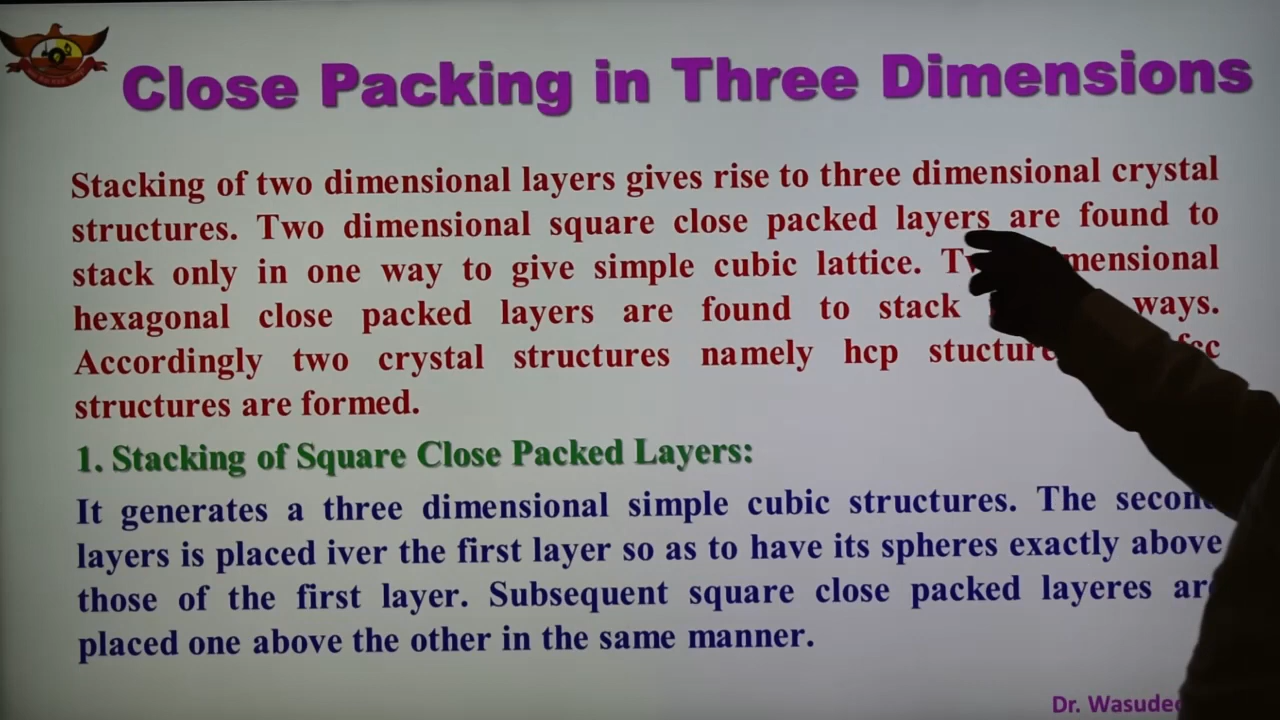 Close Packing in Three Dimensions
Stacking of two dimensional layers gives rise to three dimensional crystal
structures. Two dimensional square close packed layers are found to
stack only in one way to give simple cubic lattice.
hexagonal close packed layers are found to stack ways.
Accordingly two crystal structures namely hcp fcc
structures are formed.
1. Stacking of Square Close Packed Layers:
It generates a three dimensional simple cubic structures. The
layers is placed iver the first layer so as to have its spheres exactly above
those of the first layer. Subsequent square close packed layeres
placed one above the other in the same manner.
Dr.